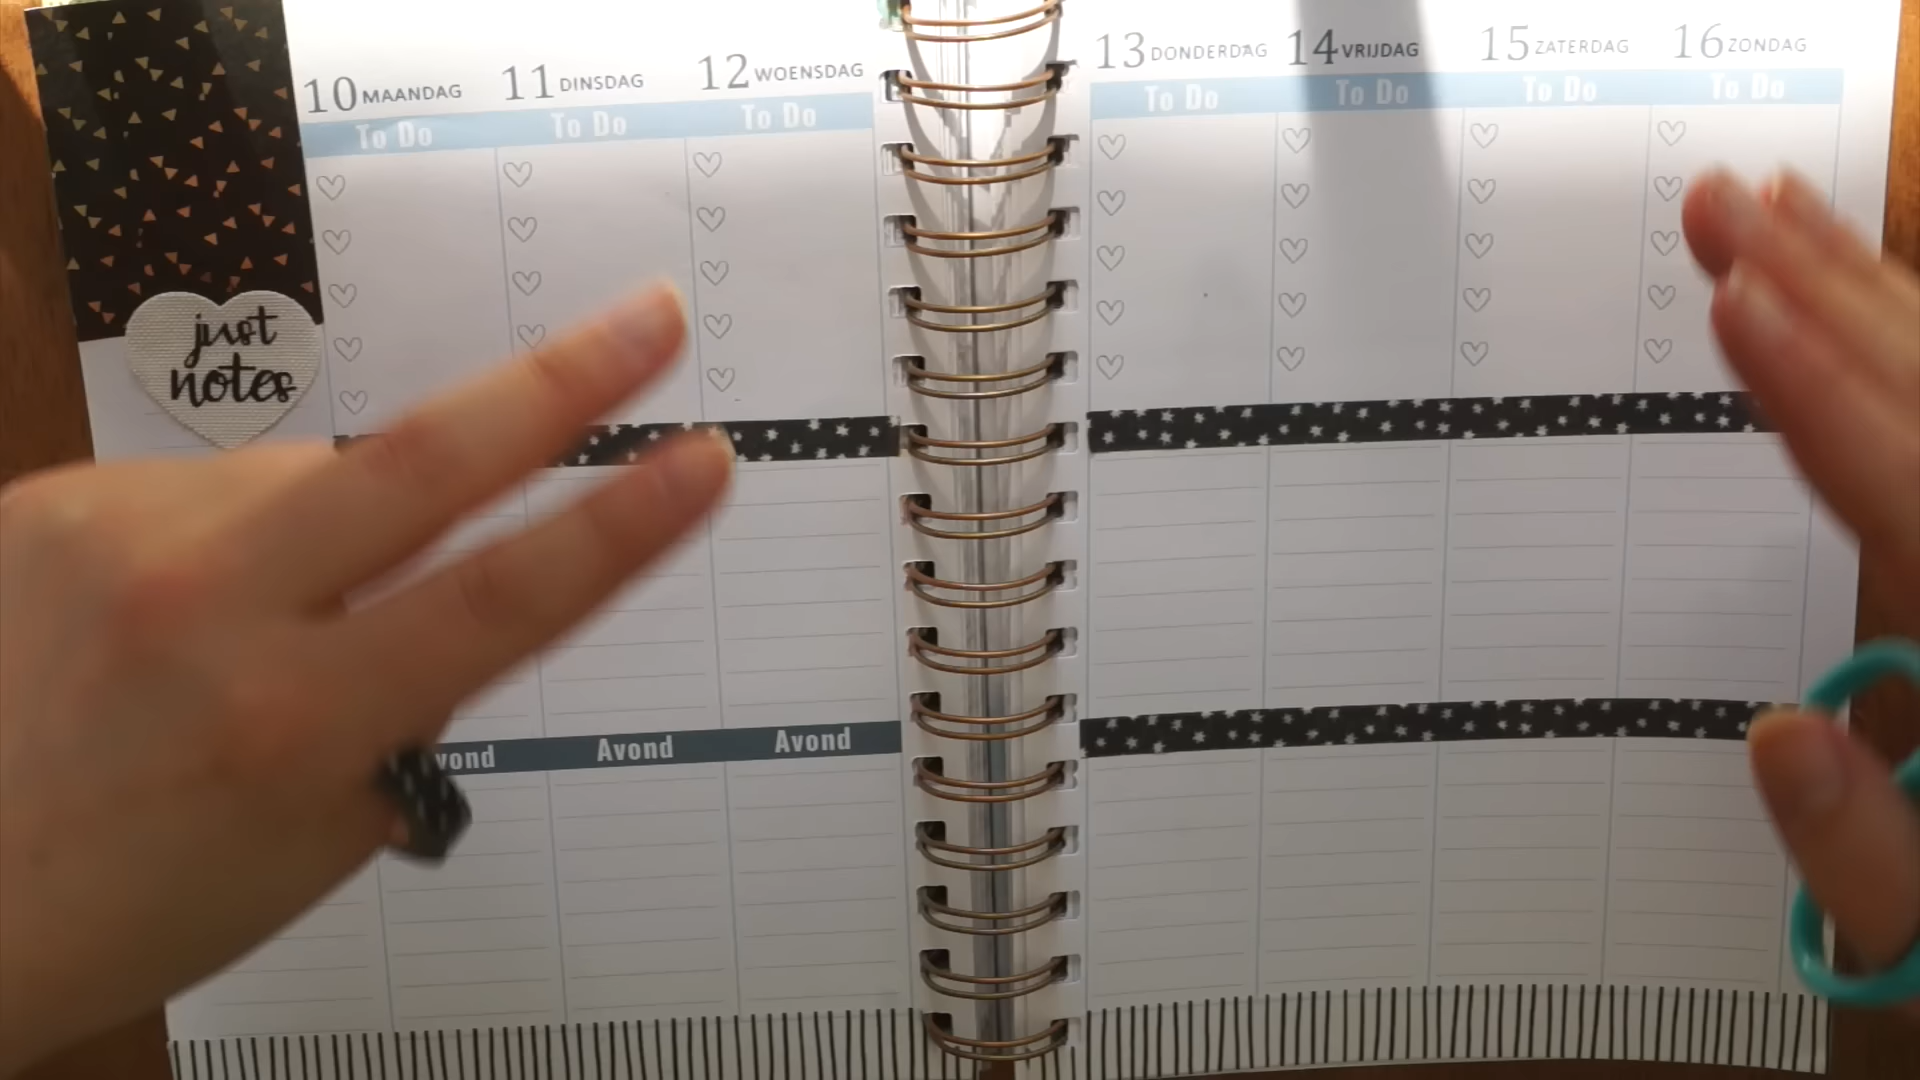 10 MAANDAG
11 DINSDAG
12 WOENSDAG
13 DONDERDAG
14 VRIJDAG
15 ZATERDAG
16 ZONDAG
To Do
To Do
To Do
To Do
To Do
To Do
To Do
just
notes
vond
Avond
Avond